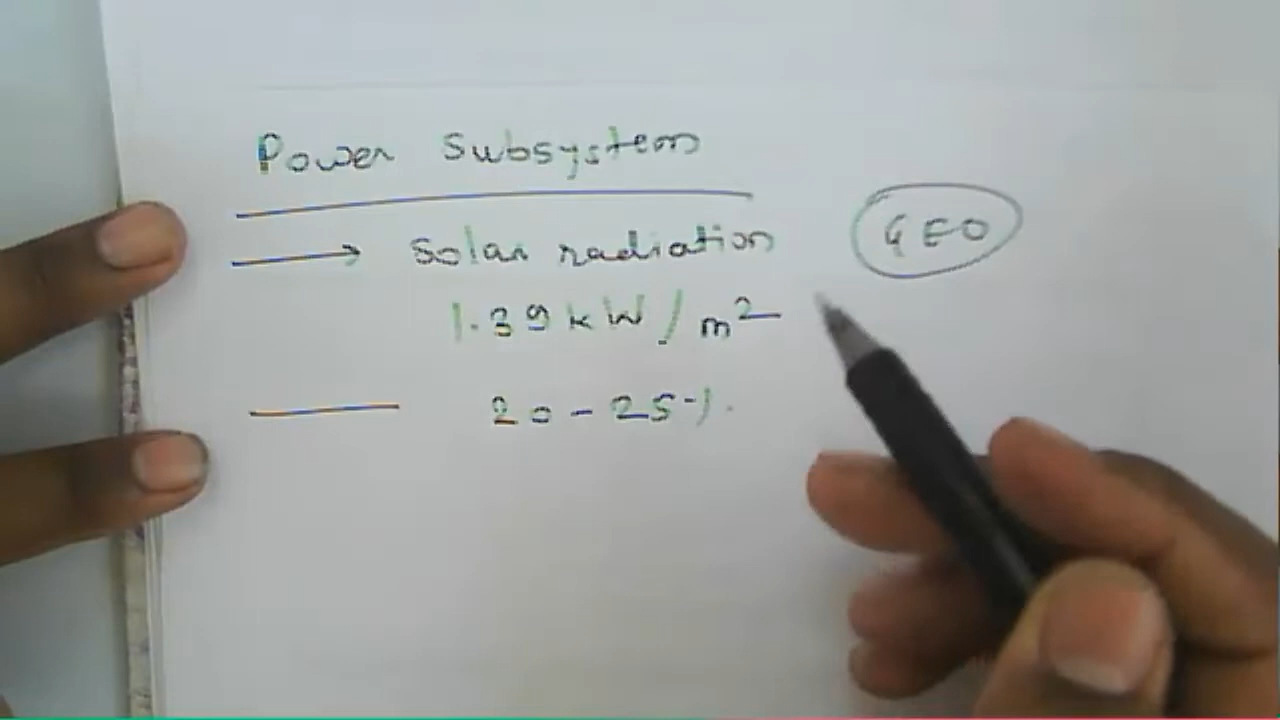 Power Subsystem
→ Solar radiation GEO
1.39 kW/m²
— 20-25%